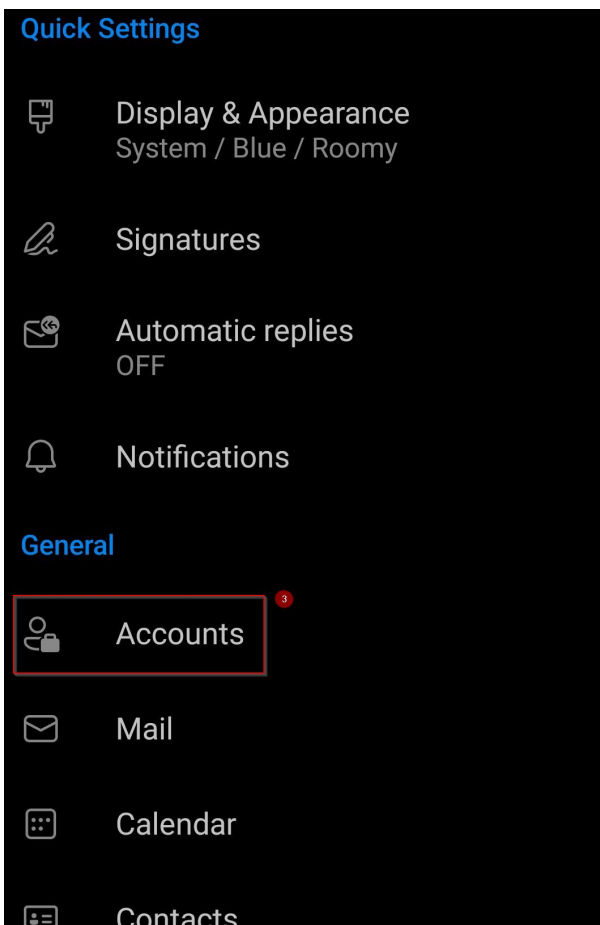 Quick Settings
Display & Appearance
System / Blue / Roomy
Signatures
Automatic replies
OFF
Notifications
General
3
Accounts
Mail
Calendar
Contacts